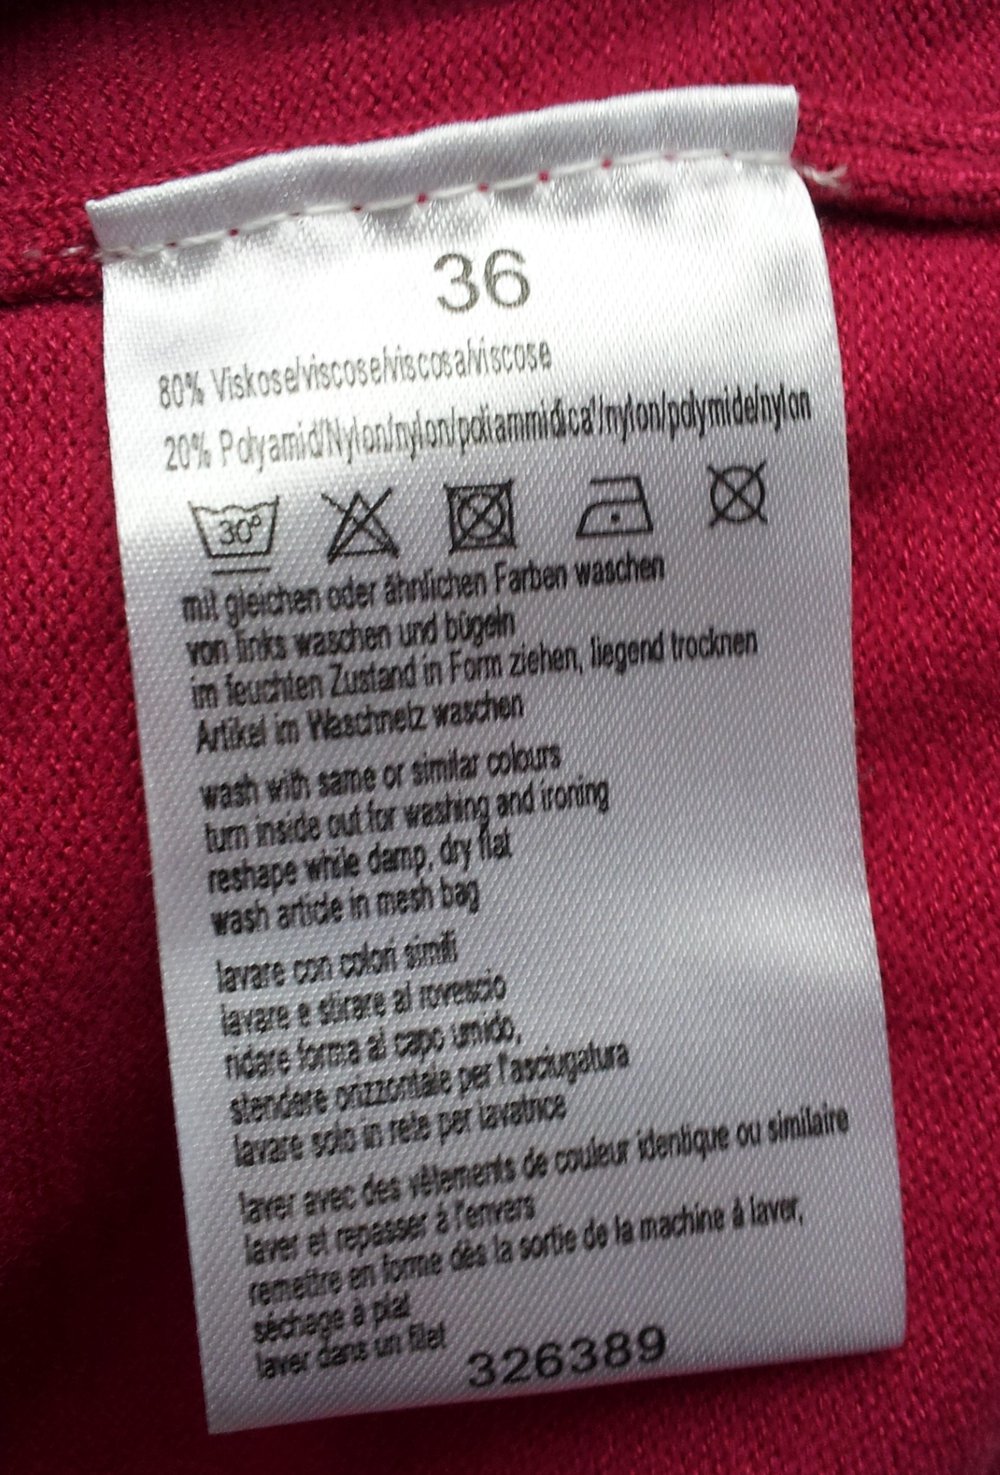 36
80% Viskose/viscose/viscosa/viscose
20% Polyamid/Nylon/nylon/poliammidica'/nylon/polymide/nylon
30°
mit gleichen oder ähnlichen Farben waschen
von links waschen und bügeln
im feuchten Zustand in Form ziehen, liegend trocknen
Artikel im Waschnetz waschen
wash with same or similar colours
turn inside out for washing and ironing
reshape while damp, dry flat
wash article in mesh bag
lavare con colori simili
lavare e stirare al rovescio
ridare forma al capo umido,
stendere orizzontale per l'asciugatura
lavare solo in rete per lavatrice
laver avec des vêtements de couleur identique ou similaire
laver et repasser à l'envers
remettre en forme dès la sortie de la machine à laver,
séchage à plat
laver dans un filet
326389